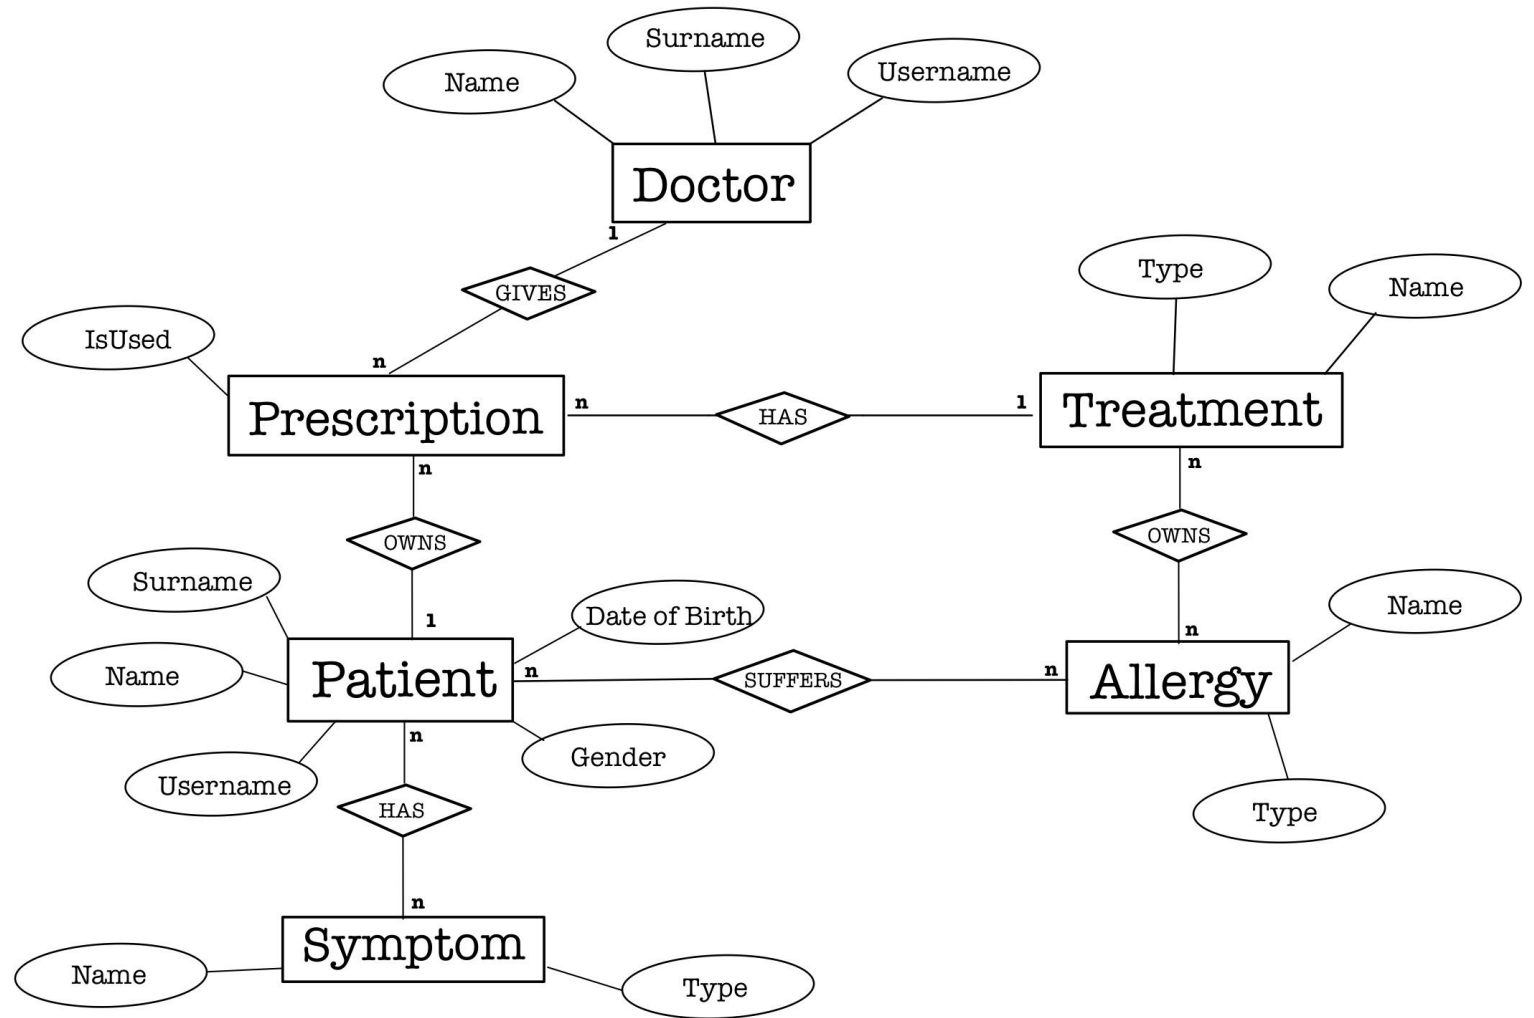 Surname
Name
Username
Doctor
1
GIVES
Type
Name
IsUsed
n
Prescription
n
HAS
1
Treatment
n
n
OWNS
OWNS
Surname
Date of Birth
Name
1
n
Name
Patient
n
SUFFERS
n
Allergy
n
Username
Gender
HAS
Type
n
Symptom
Name
Type